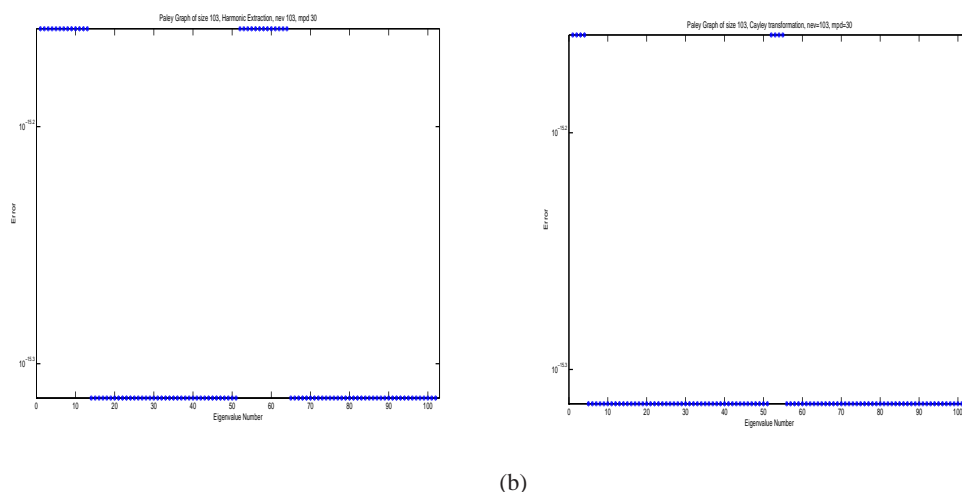 Paley Graph of size 103, Harmonic Extraction, nev 103, mpd 30
10^-15.2
Error
10^-15.3
0 10 20 30 40 50 60 70 80 90 100
Eigenvalue Number
Paley Graph of size 103, Cayley transformation, nev=103, mpd=30
10^-15.2
Error
10^-15.3
0 10 20 30 40 50 60 70 80 90 100
Eigenvalue Number
(b)